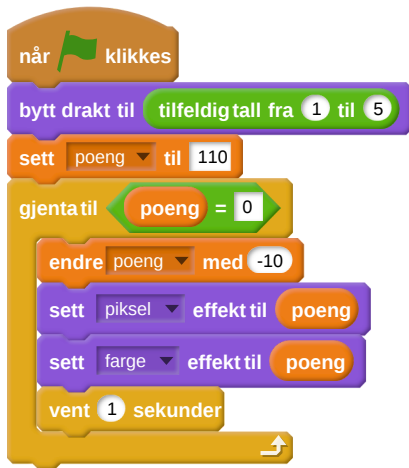 når klikkes
bytt drakt til tilfeldig tall fra 1 til 5
sett poeng til 110
gjenta til poeng = 0
endre poeng med -10
sett piksel effekt til poeng
sett farge effekt til poeng
vent 1 sekunder